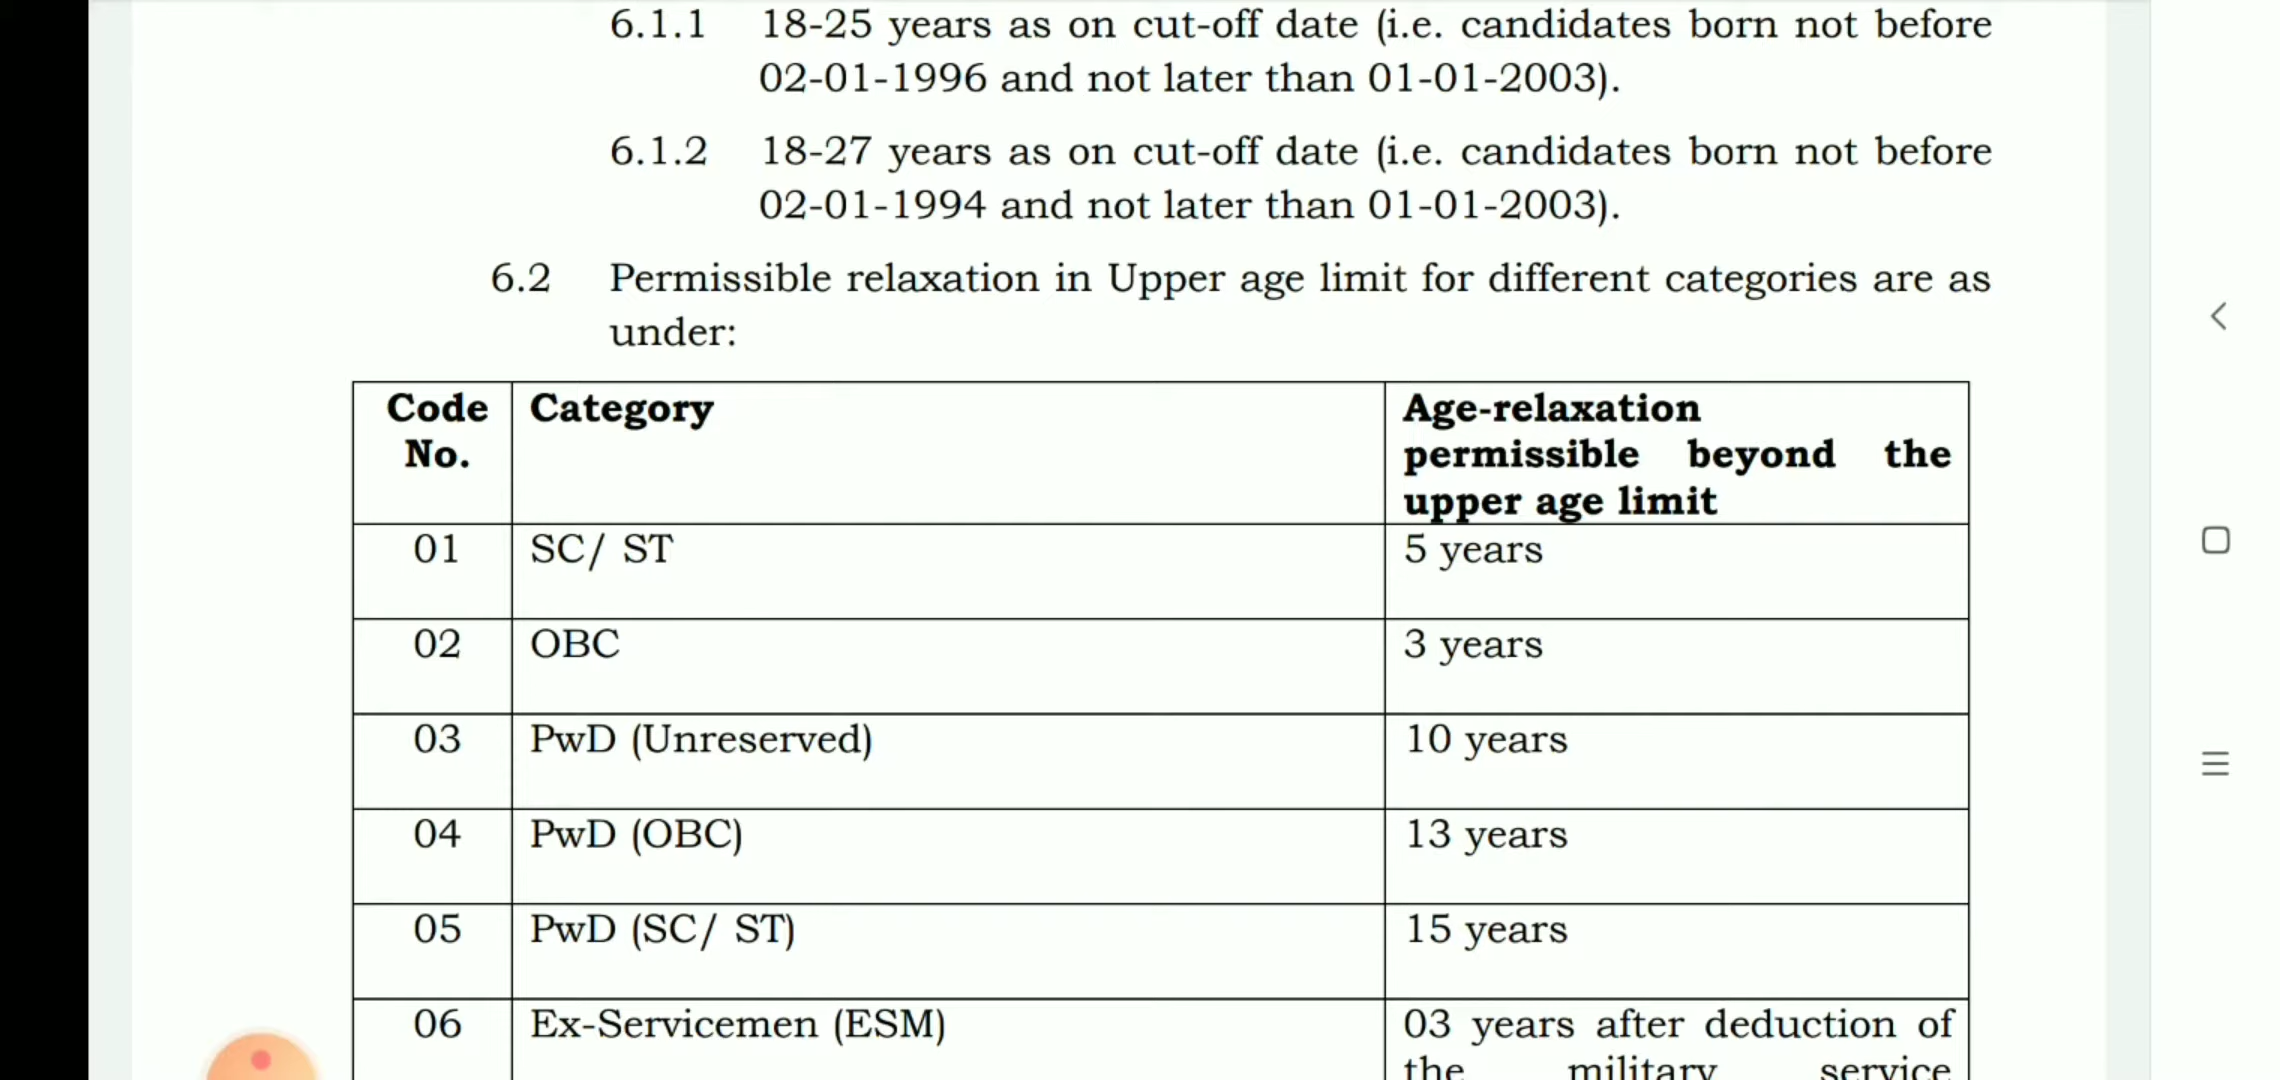 6.1.1 18-25 years as on cut-off date (i.e. candidates born not before
02-01-1996 and not later than 01-01-2003).
6.1.2 18-27 years as on cut-off date (i.e. candidates born not before
02-01-1994 and not later than 01-01-2003).
6.2 Permissible relaxation in Upper age limit for different categories are as
under:
Code No. Category Age-relaxation permissible beyond the upper age limit
01 SC/ ST 5 years
02 OBC 3 years
03 PwD (Unreserved) 10 years
04 PwD (OBC) 13 years
05 PwD (SC/ ST) 15 years
06 Ex-Servicemen (ESM) 03 years after deduction of
the military service